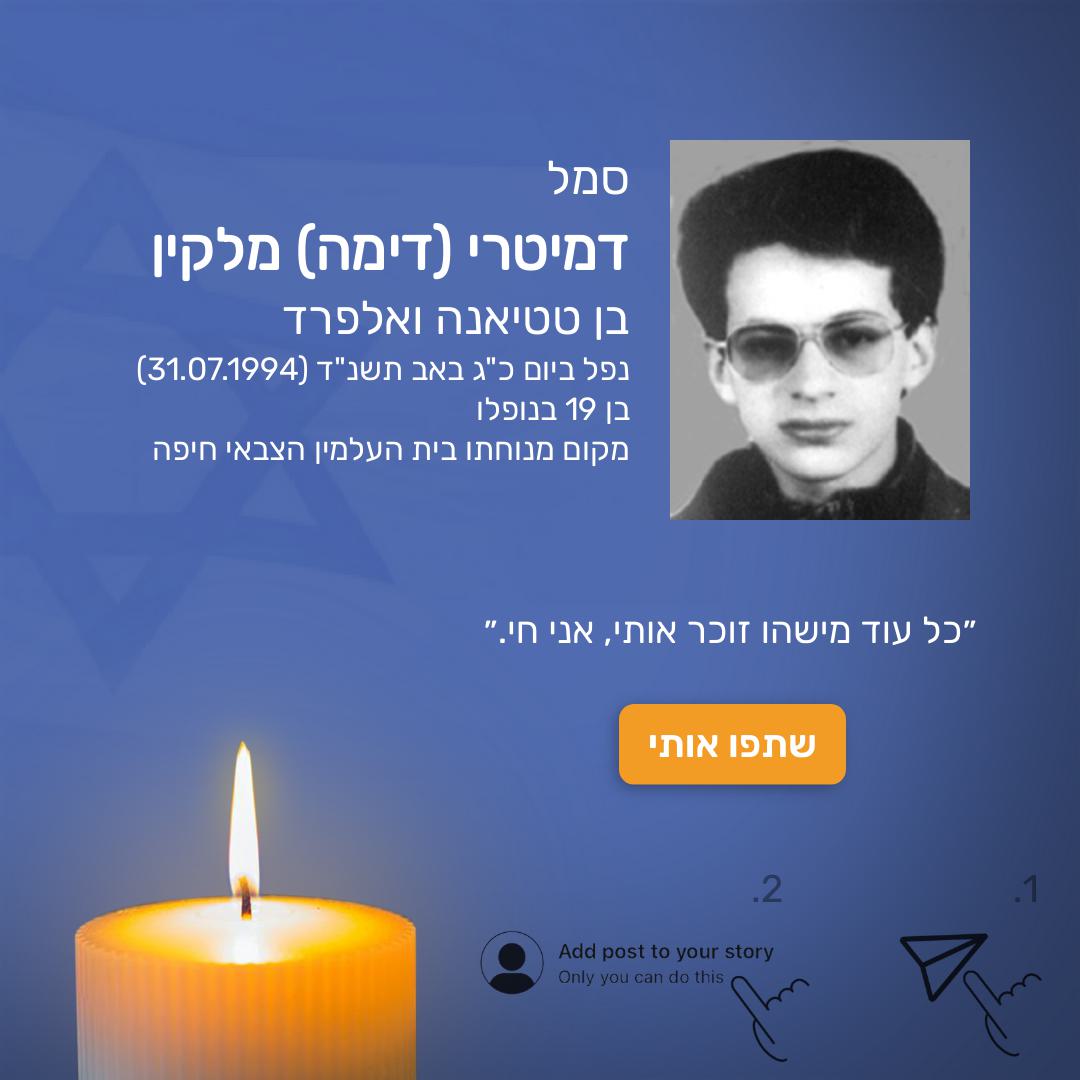 סמל
דמיטרי (דימה) מלקין
בן טטיאנה ואלפרד
נפל ביום כ"ג באב תשנ"ד (31.07.1994)
בן 19 בנופלו
מקום מנוחתו בית העלמין הצבאי חיפה
״כל עוד מישהו זוכר אותי, אני חי.״
שתפו אותי
.1
.2
Add post to your story
Only you can do this